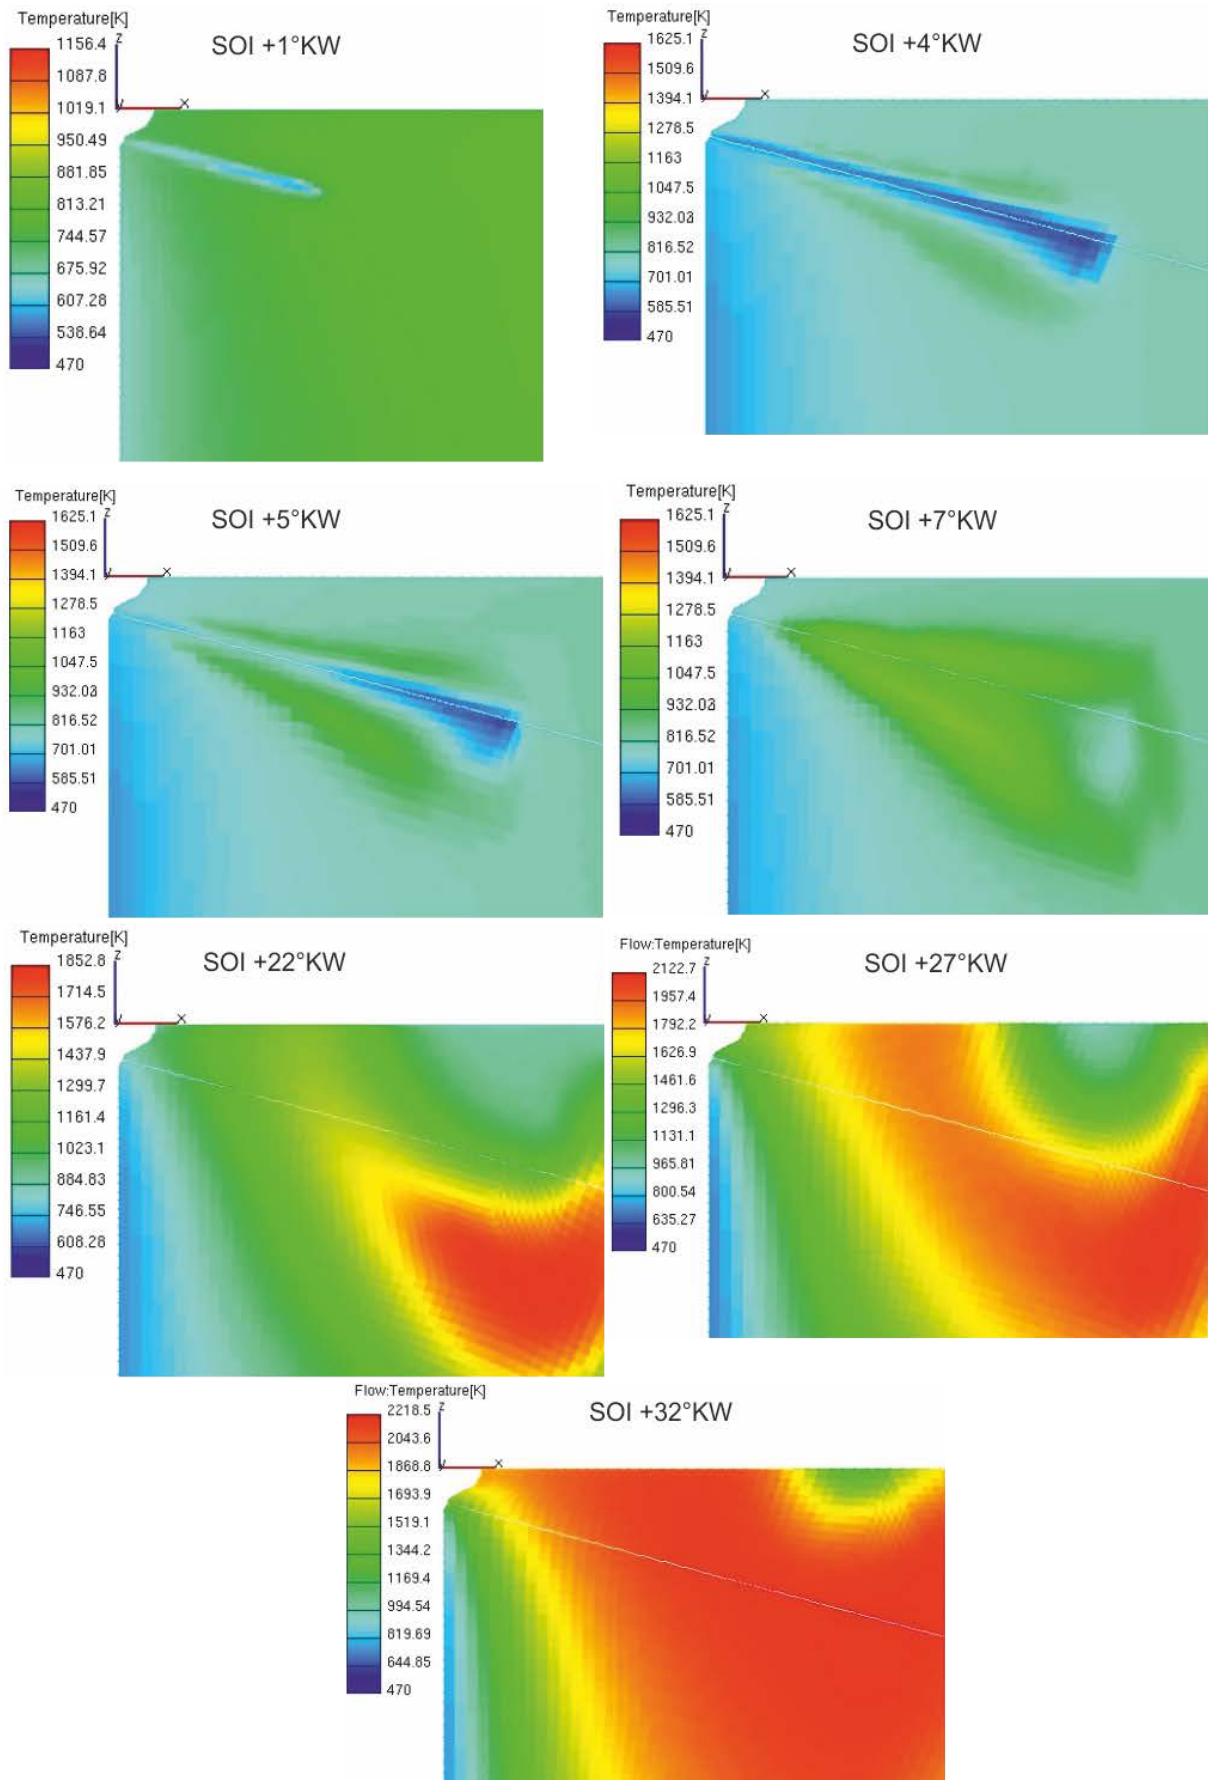 Temperature[K]
SOI +1°KW
z
x
y
1156.4
1087.8
1019.1
950.49
881.85
813.21
744.57
675.92
607.28
538.64
470
Temperature[K]
SOI +4°KW
z
x
y
1625.1
1509.6
1394.1
1278.5
1163
1047.5
932.03
816.52
701.01
585.51
470
Temperature[K]
SOI +5°KW
z
x
y
1625.1
1509.6
1394.1
1278.5
1163
1047.5
932.03
816.52
701.01
585.51
470
Temperature[K]
SOI +7°KW
z
x
y
1625.1
1509.6
1394.1
1278.5
1163
1047.5
932.03
816.52
701.01
585.51
470
Temperature[K]
SOI +22°KW
z
x
y
1852.8
1714.5
1576.2
1437.9
1299.7
1161.4
1023.1
884.83
746.55
608.28
470
Flow:Temperature[K]
SOI +27°KW
z
x
y
2122.7
1957.4
1792.2
1626.9
1461.6
1296.3
1131.1
965.81
800.54
635.27
470
Flow:Temperature[K]
SOI +32°KW
z
x
y
2218.5
2043.6
1868.8
1693.9
1519.1
1344.2
1169.4
994.54
819.69
644.85
470